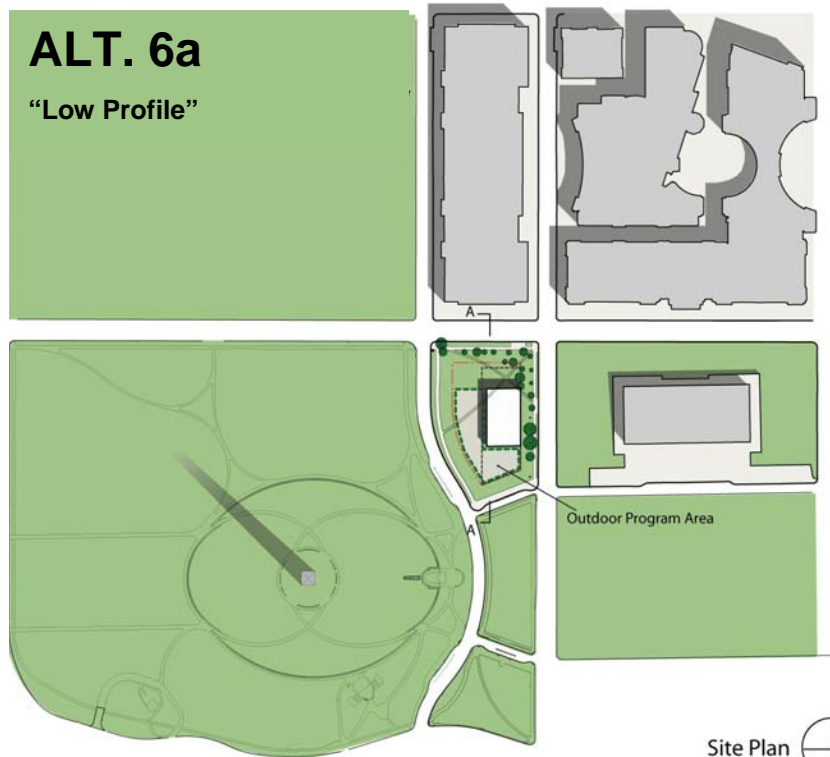 ALT. 6a
“Low Profile”
A
Outdoor Program Area
A
Site Plan